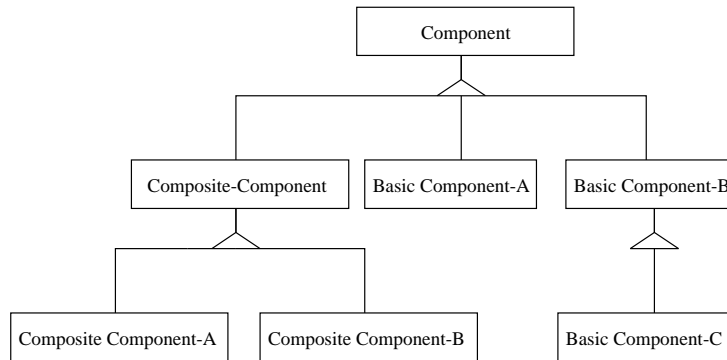 Component
Composite-Component
Basic Component-A
Basic Component-B
Composite Component-A
Composite Component-B
Basic Component-C